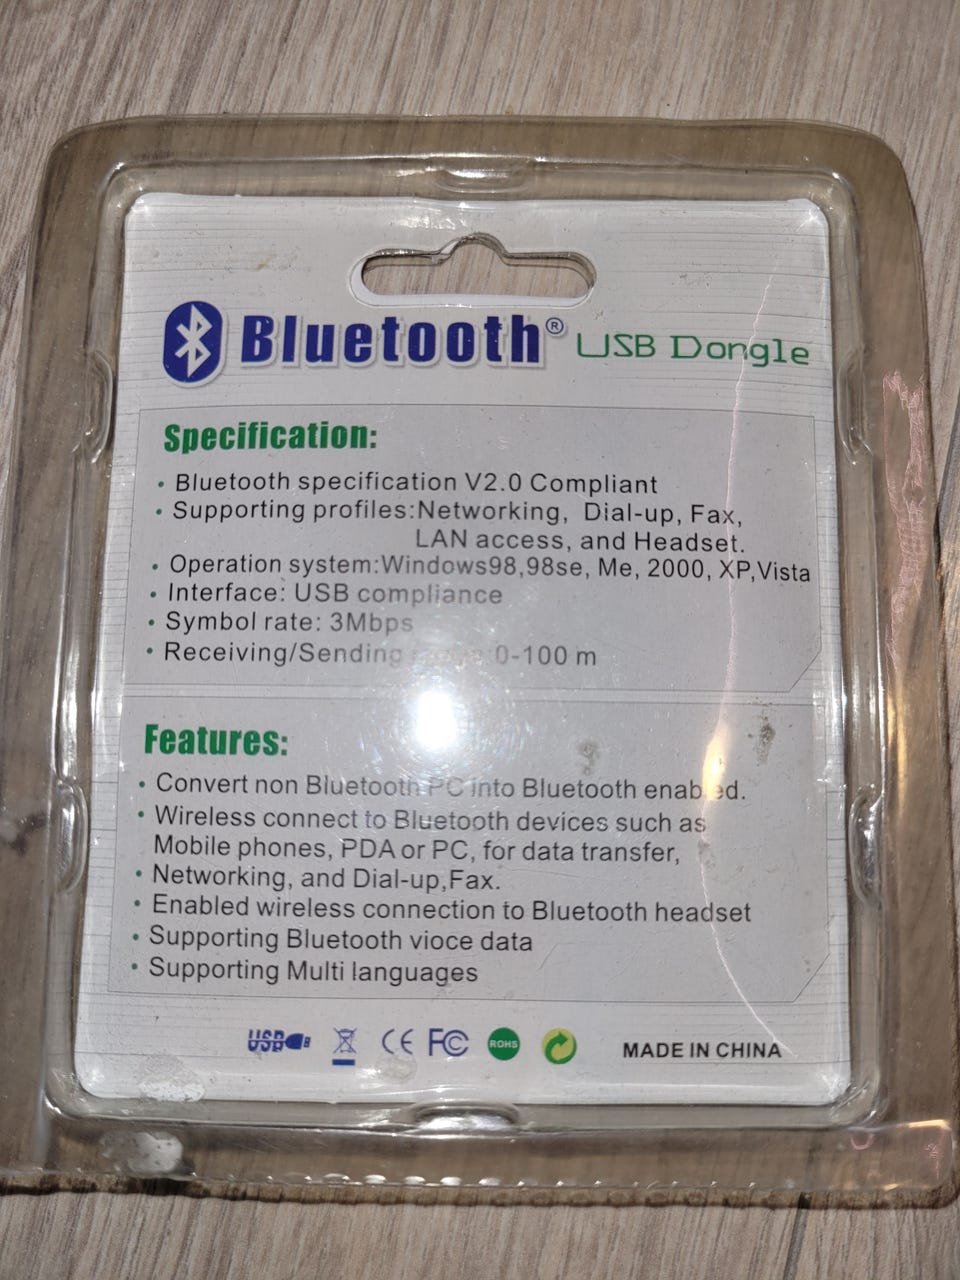 Bluetooth® USB Dongle
Specification:
• Bluetooth specification V2.0 Compliant
• Supporting profiles:Networking, Dial-up, Fax,
LAN access, and Headset.
• Operation system:Windows98,98se, Me, 2000, XP,Vista
• Interface: USB compliance
• Symbol rate: 3Mbps
• Receiving/Sending :0-100 m
Features:
• Convert non Bluetooth PC into Bluetooth enabled.
• Wireless connect to Bluetooth devices such as
Mobile phones, PDA or PC, for data transfer,
• Networking, and Dial-up,Fax.
• Enabled wireless connection to Bluetooth headset
• Supporting Bluetooth vioce data
• Supporting Multi languages
USB CE FC ROHS MADE IN CHINA